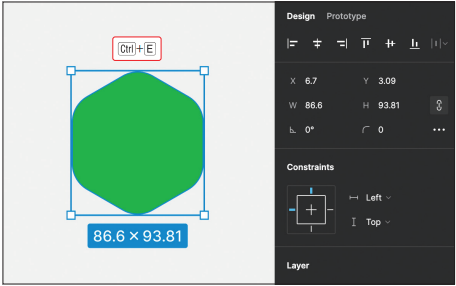 Ctrl+E
86.6 × 93.81
Design Prototype
X 6.7 Y 3.09
W 86.6 H 93.81
0° 0
Constraints
Left
Top
Layer